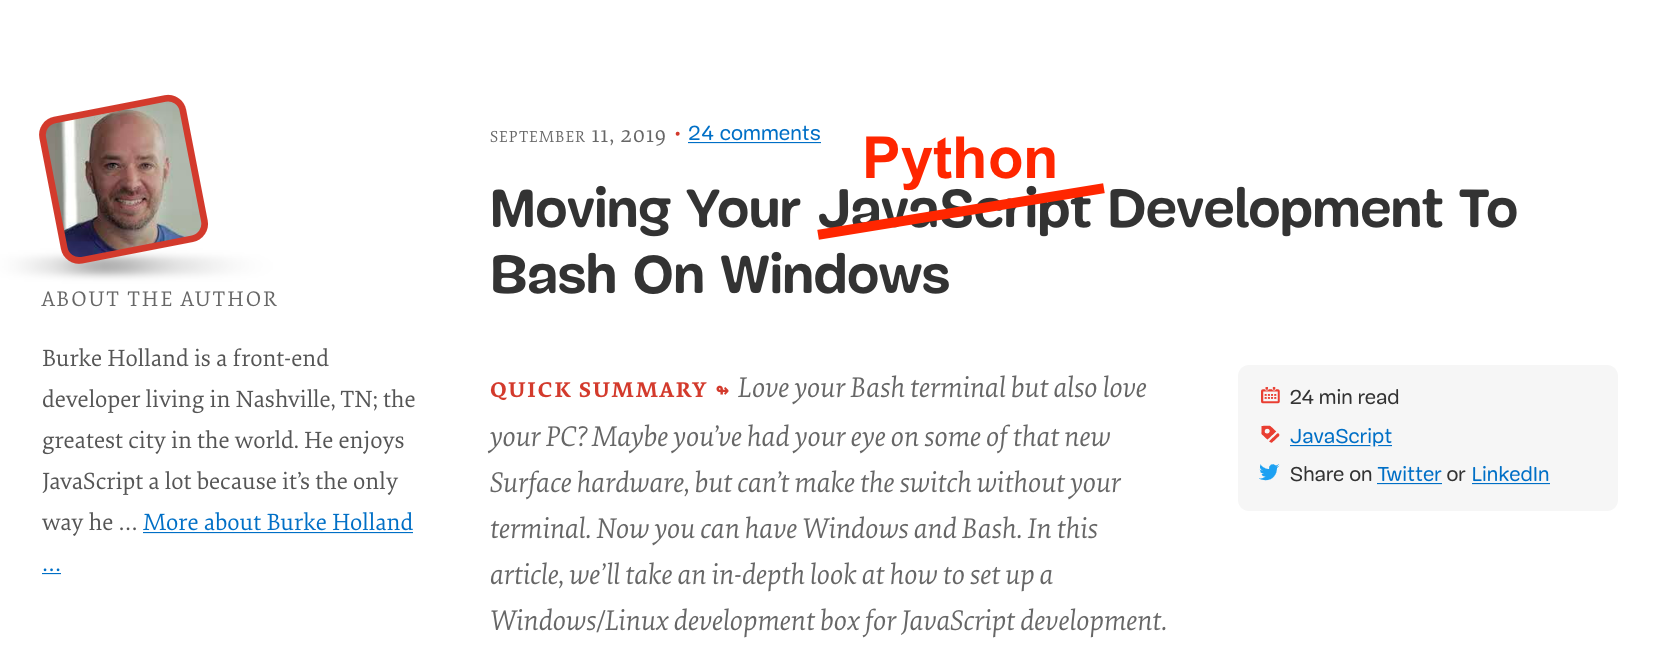 SEPTEMBER 11, 2019 • 24 comments
Python
Moving Your JavaScript Development To
Bash On Windows
ABOUT THE AUTHOR
Burke Holland is a front-end
developer living in Nashville, TN; the
greatest city in the world. He enjoys
JavaScript a lot because it’s the only
way he … More about Burke Holland
…
QUICK SUMMARY ↬ Love your Bash terminal but also love
your PC? Maybe you’ve had your eye on some of that new
Surface hardware, but can’t make the switch without your
terminal. Now you can have Windows and Bash. In this
article, we’ll take an in-depth look at how to set up a
Windows/Linux development box for JavaScript development.
24 min read
JavaScript
Share on Twitter or LinkedIn